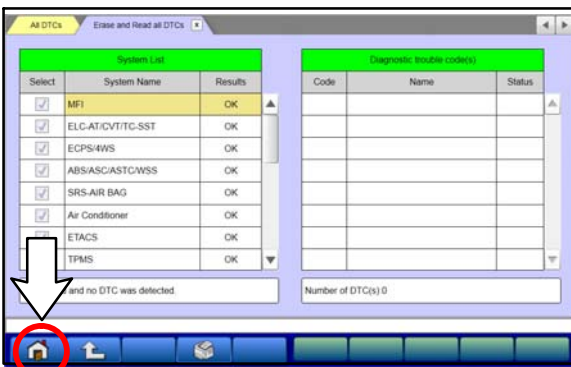 All DTCs Erase and Read all DTCs x
System List
Select System Name Results
MFI OK
ELC-AT/CVT/TC-SST OK
ECPS/4WS OK
ABS/ASC/ASTC/WSS OK
SRS-AIR BAG OK
Air Conditioner OK
ETACS OK
TPMS OK
and no DTC was detected.
Diagnostic trouble code(s)
Code Name Status
Number of DTC(s):0